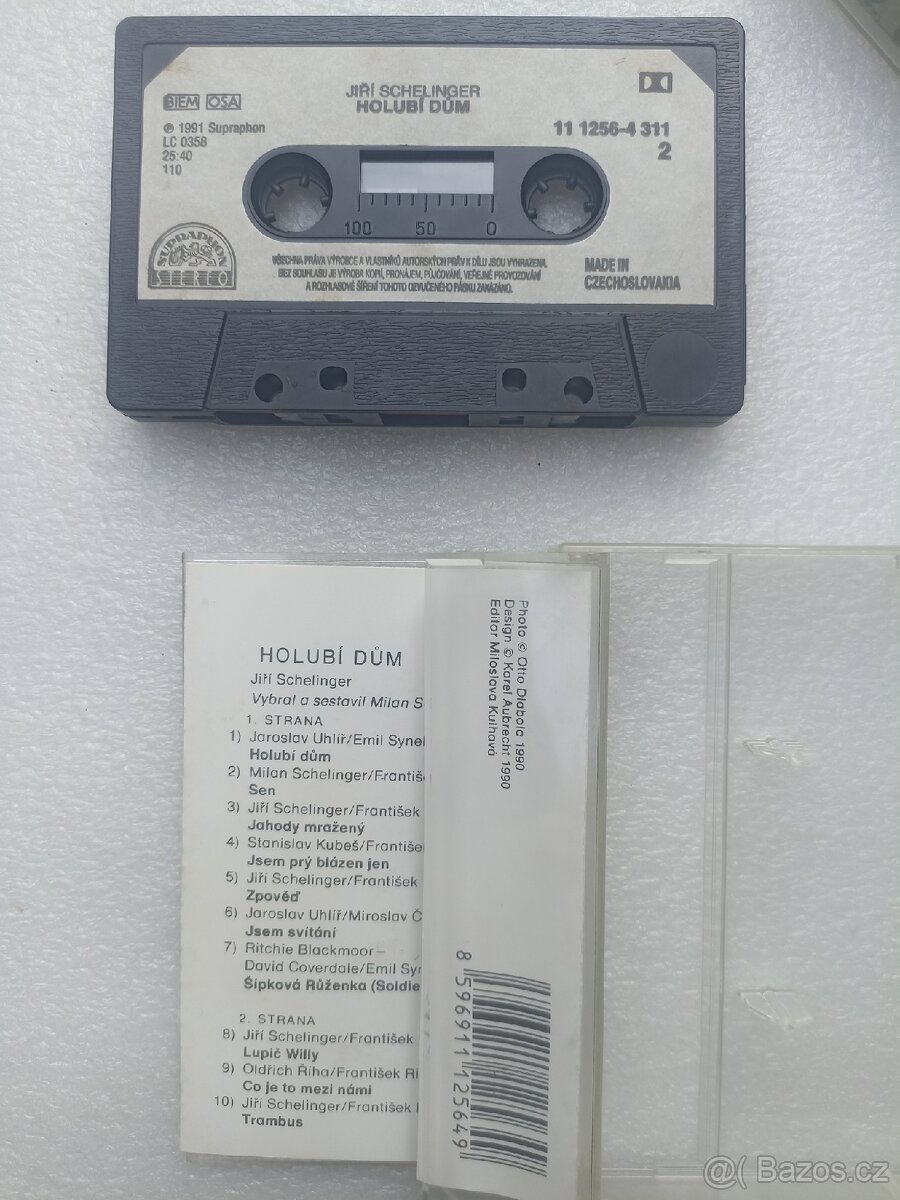 JIŘÍ SCHELINGER
HOLUBÍ DŮM
BIEM OSA
℗ 1991 Supraphon
LC 0358
25:40
110
11 1256-4 311
2
100 50 0
SUPRAPHON
STEREO
VŠECHNA PRÁVA VÝROBCE A VLASTNÍKŮ AUTORSKÝCH PRÁV K DÍLU JSOU VYHRAZENA.
BEZ SOUHLASU JE VÝROBA KOPIÍ, PRONÁJEM, PŮJČOVÁNÍ, VEŘEJNÉ PROVOZOVÁNÍ
A ROZHLASOVÉ ŠÍŘENÍ TOHOTO OZVUČENÉHO PÁSKU ZAKÁZÁNO.
MADE IN
CZECHOSLOVAKIA
HOLUBÍ DŮM
Jiří Schelinger
Vybral a sestavil Milan S
1. STRANA
1) Jaroslav Uhlíř/Emil Syne
Holubí dům
2) Milan Schelinger/Františ
Sen
3) Jiří Schelinger/František
Jahody mražený
4) Stanislav Kubeš/Františe
Jsem prý blázen jen
5) Jiří Schelinger/František
Zpověď
6) Jaroslav Uhlíř/Miroslav Č
Jsem svítání
7) Ritchie Blackmoor–
David Coverdale/Emil Syn
Šípková Růženka (Soldie
2. STRANA
8) Jiří Schelinger/František
Lupič Willy
9) Oldřich Říha/František Ri
Co je to mezi námi
10) Jiří Schelinger/František
Trambus
Photo © Otto Dlabola 1990
Design © Karel Aubrecht 1990
Editor Miloslava Kulhavá
8 596911 125649
@( Bazos.cz